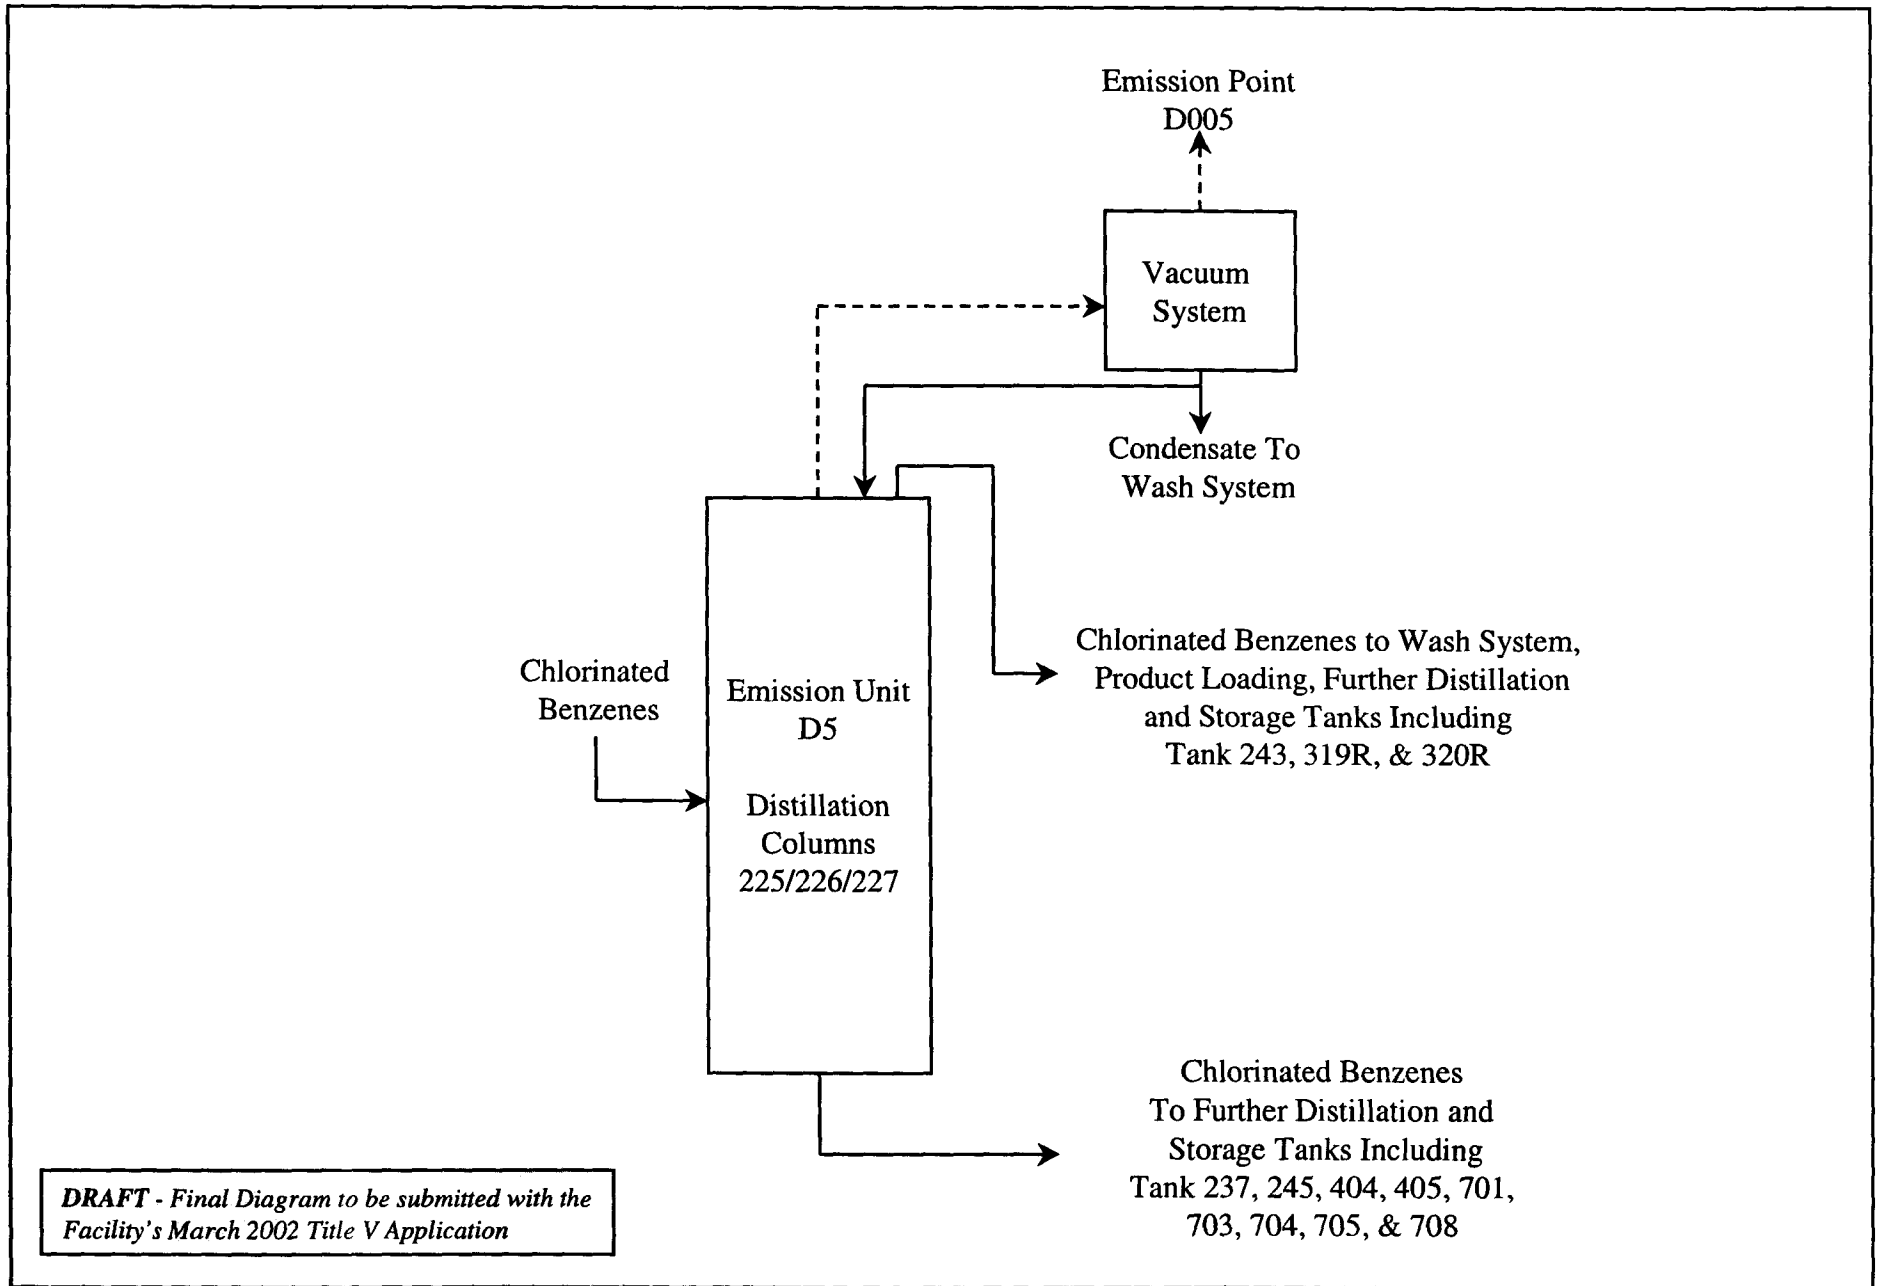 Emission Point
D005
Vacuum
System
Condensate To
Wash System
Chlorinated
Benzenes
Emission Unit
D5
Distillation
Columns
225/226/227
Chlorinated Benzenes to Wash System,
Product Loading, Further Distillation
and Storage Tanks Including
Tank 243, 319R, & 320R
Chlorinated Benzenes
To Further Distillation and
Storage Tanks Including
Tank 237, 245, 404, 405, 701,
703, 704, 705, & 708
DRAFT - Final Diagram to be submitted with the
Facility's March 2002 Title V Application